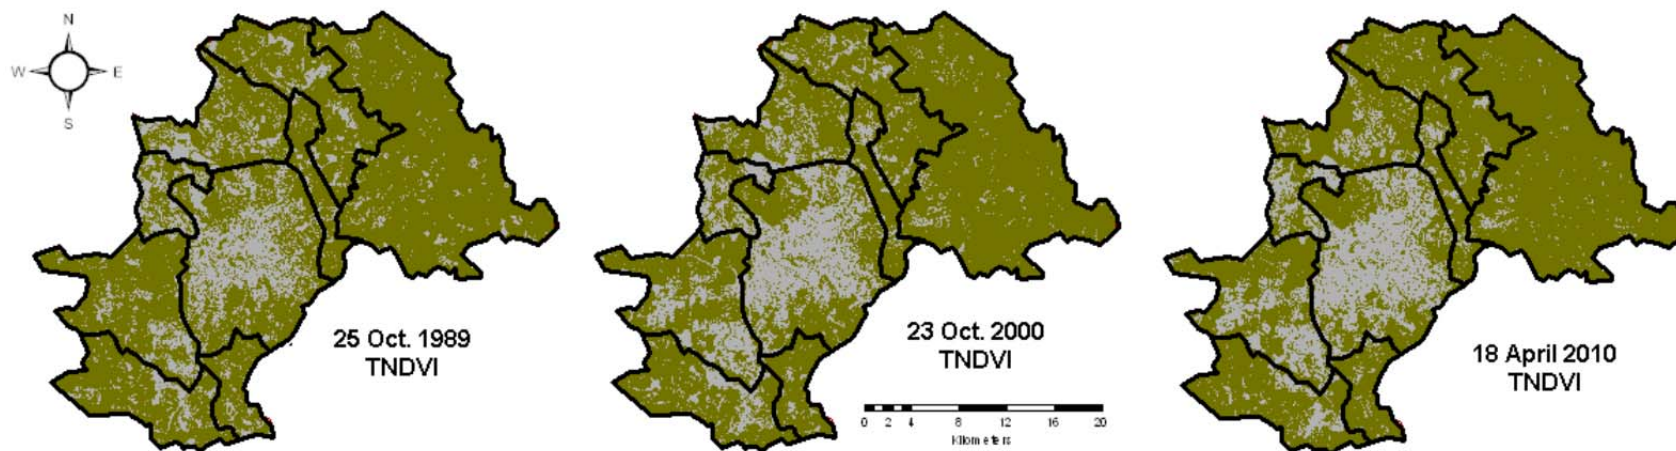 N
W E
S
25 Oct. 1989
TNDVI
23 Oct. 2000
TNDVI
0 2 4 8 12 16 20
Kilometers
18 April 2010
TNDVI